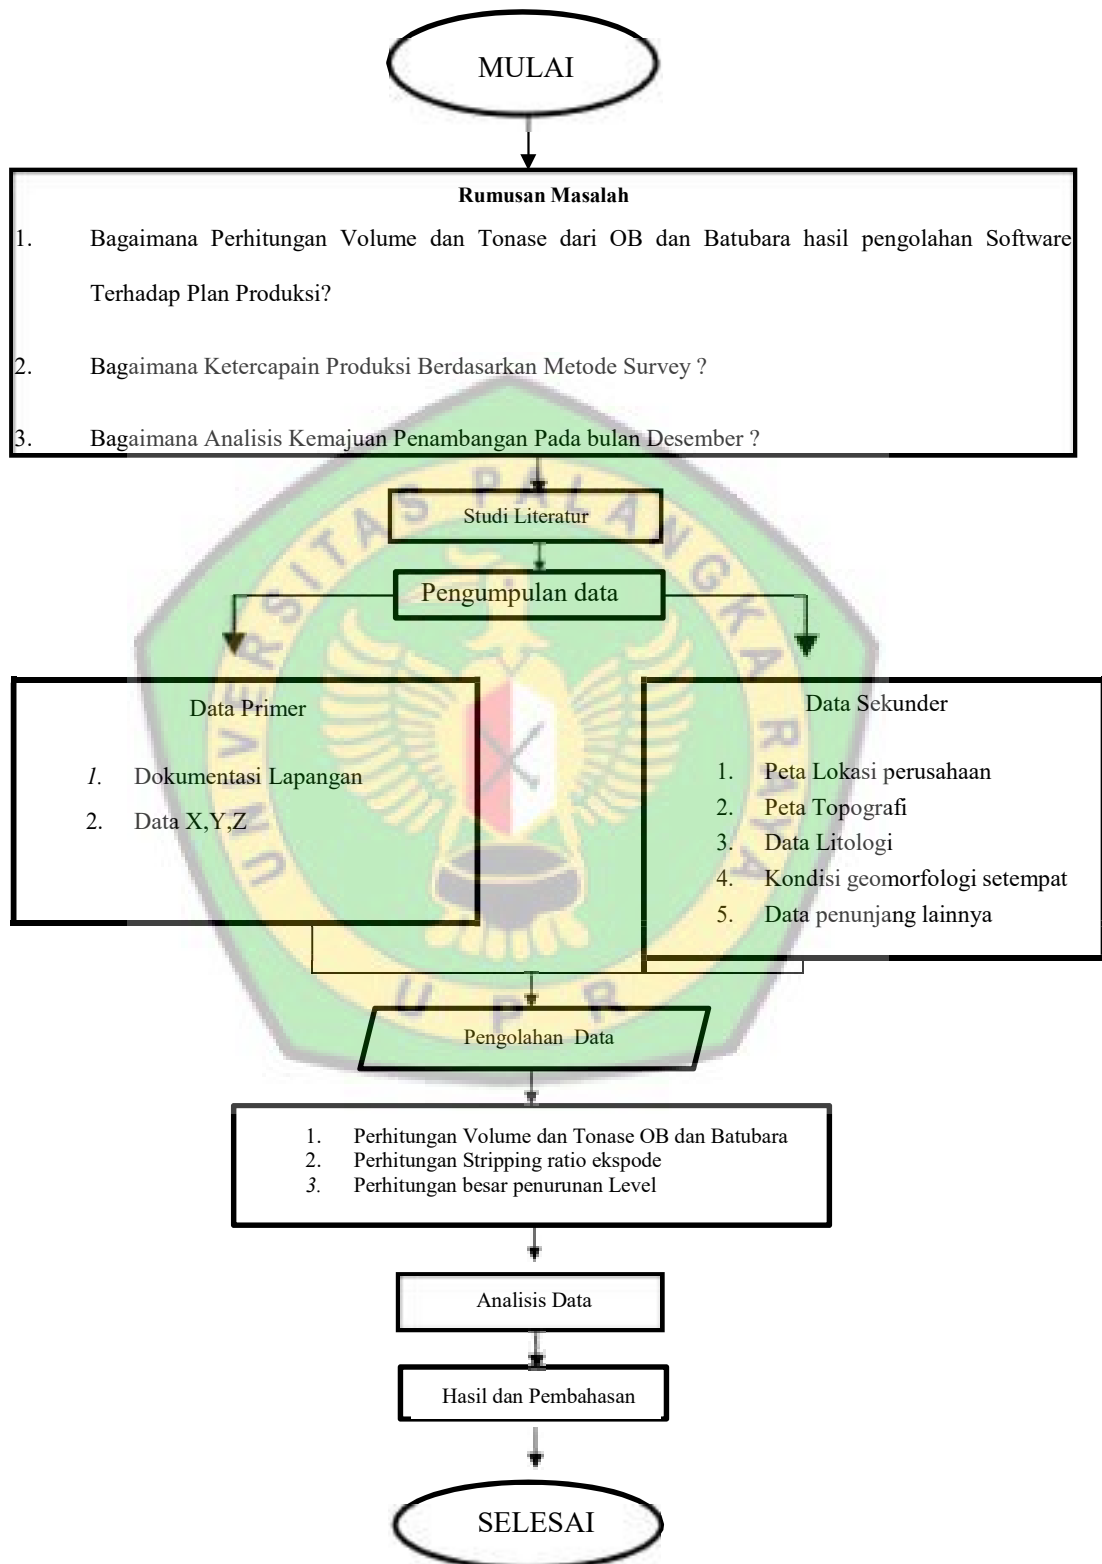 MULAI
Rumusan Masalah
1. Bagaimana Perhitungan Volume dan Tonase dari OB dan Batubara hasil pengolahan Software
Terhadap Plan Produksi?
2. Bagaimana Ketercapain Produksi Berdasarkan Metode Survey ?
3. Bagaimana Analisis Kemajuan Penambangan Pada bulan Desember ?
Studi Literatur
Pengumpulan data
Data Primer
1. Dokumentasi Lapangan
2. Data X,Y,Z
Data Sekunder
1. Peta Lokasi perusahaan
2. Peta Topografi
3. Data Litologi
4. Kondisi geomorfologi setempat
5. Data penunjang lainnya
UNIVERSITAS PALANGKA RAYA
UPR
Pengolahan Data
1. Perhitungan Volume dan Tonase OB dan Batubara
2. Perhitungan Stripping ratio ekspode
3. Perhitungan besar penurunan Level
Analisis Data
Hasil dan Pembahasan
SELESAI